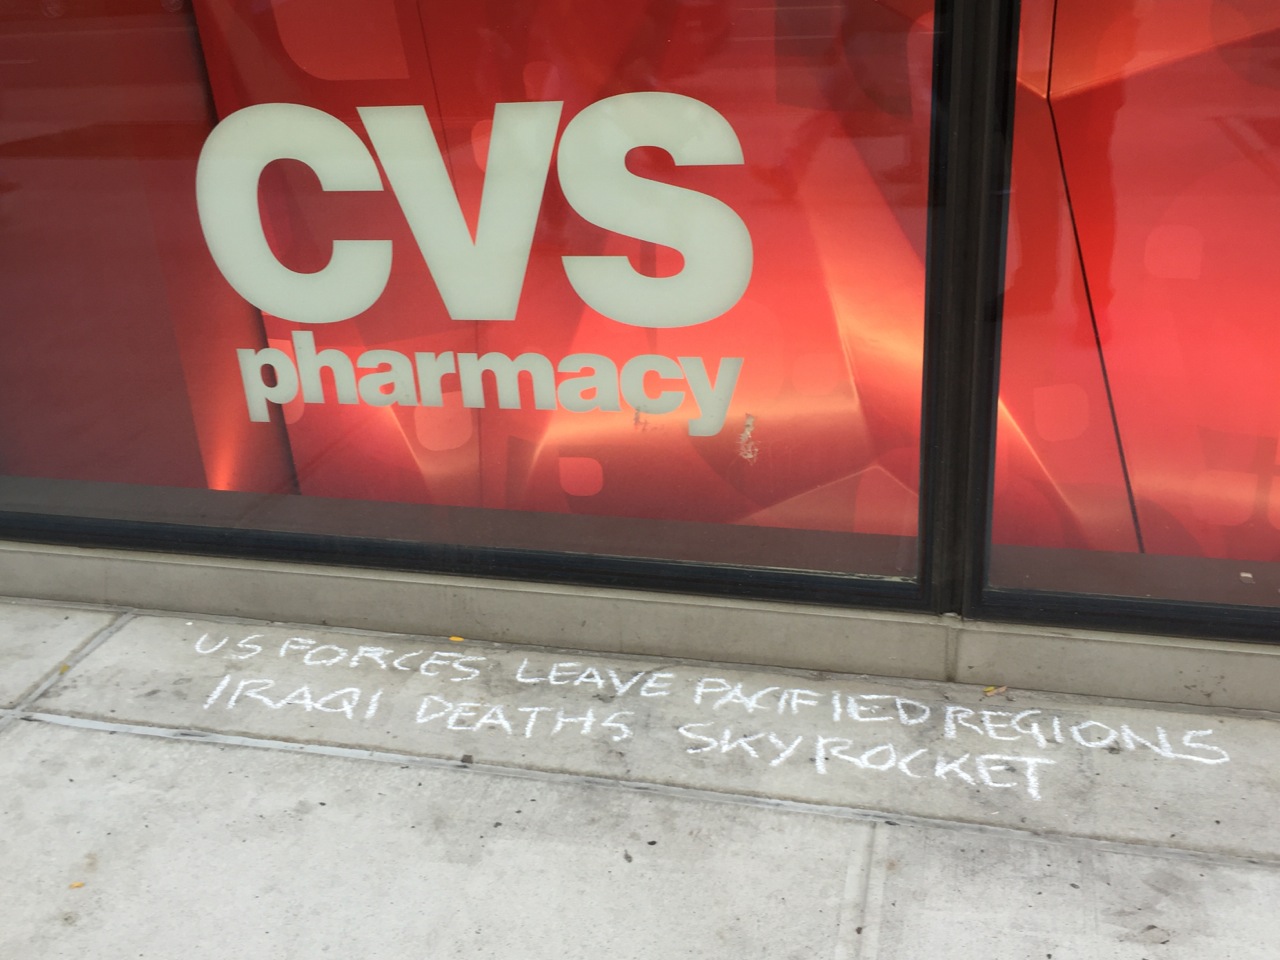 CVS
pharmacy
US FORCES LEAVE PACIFIED REGIONS
IRAQI DEATHS SKYROCKET